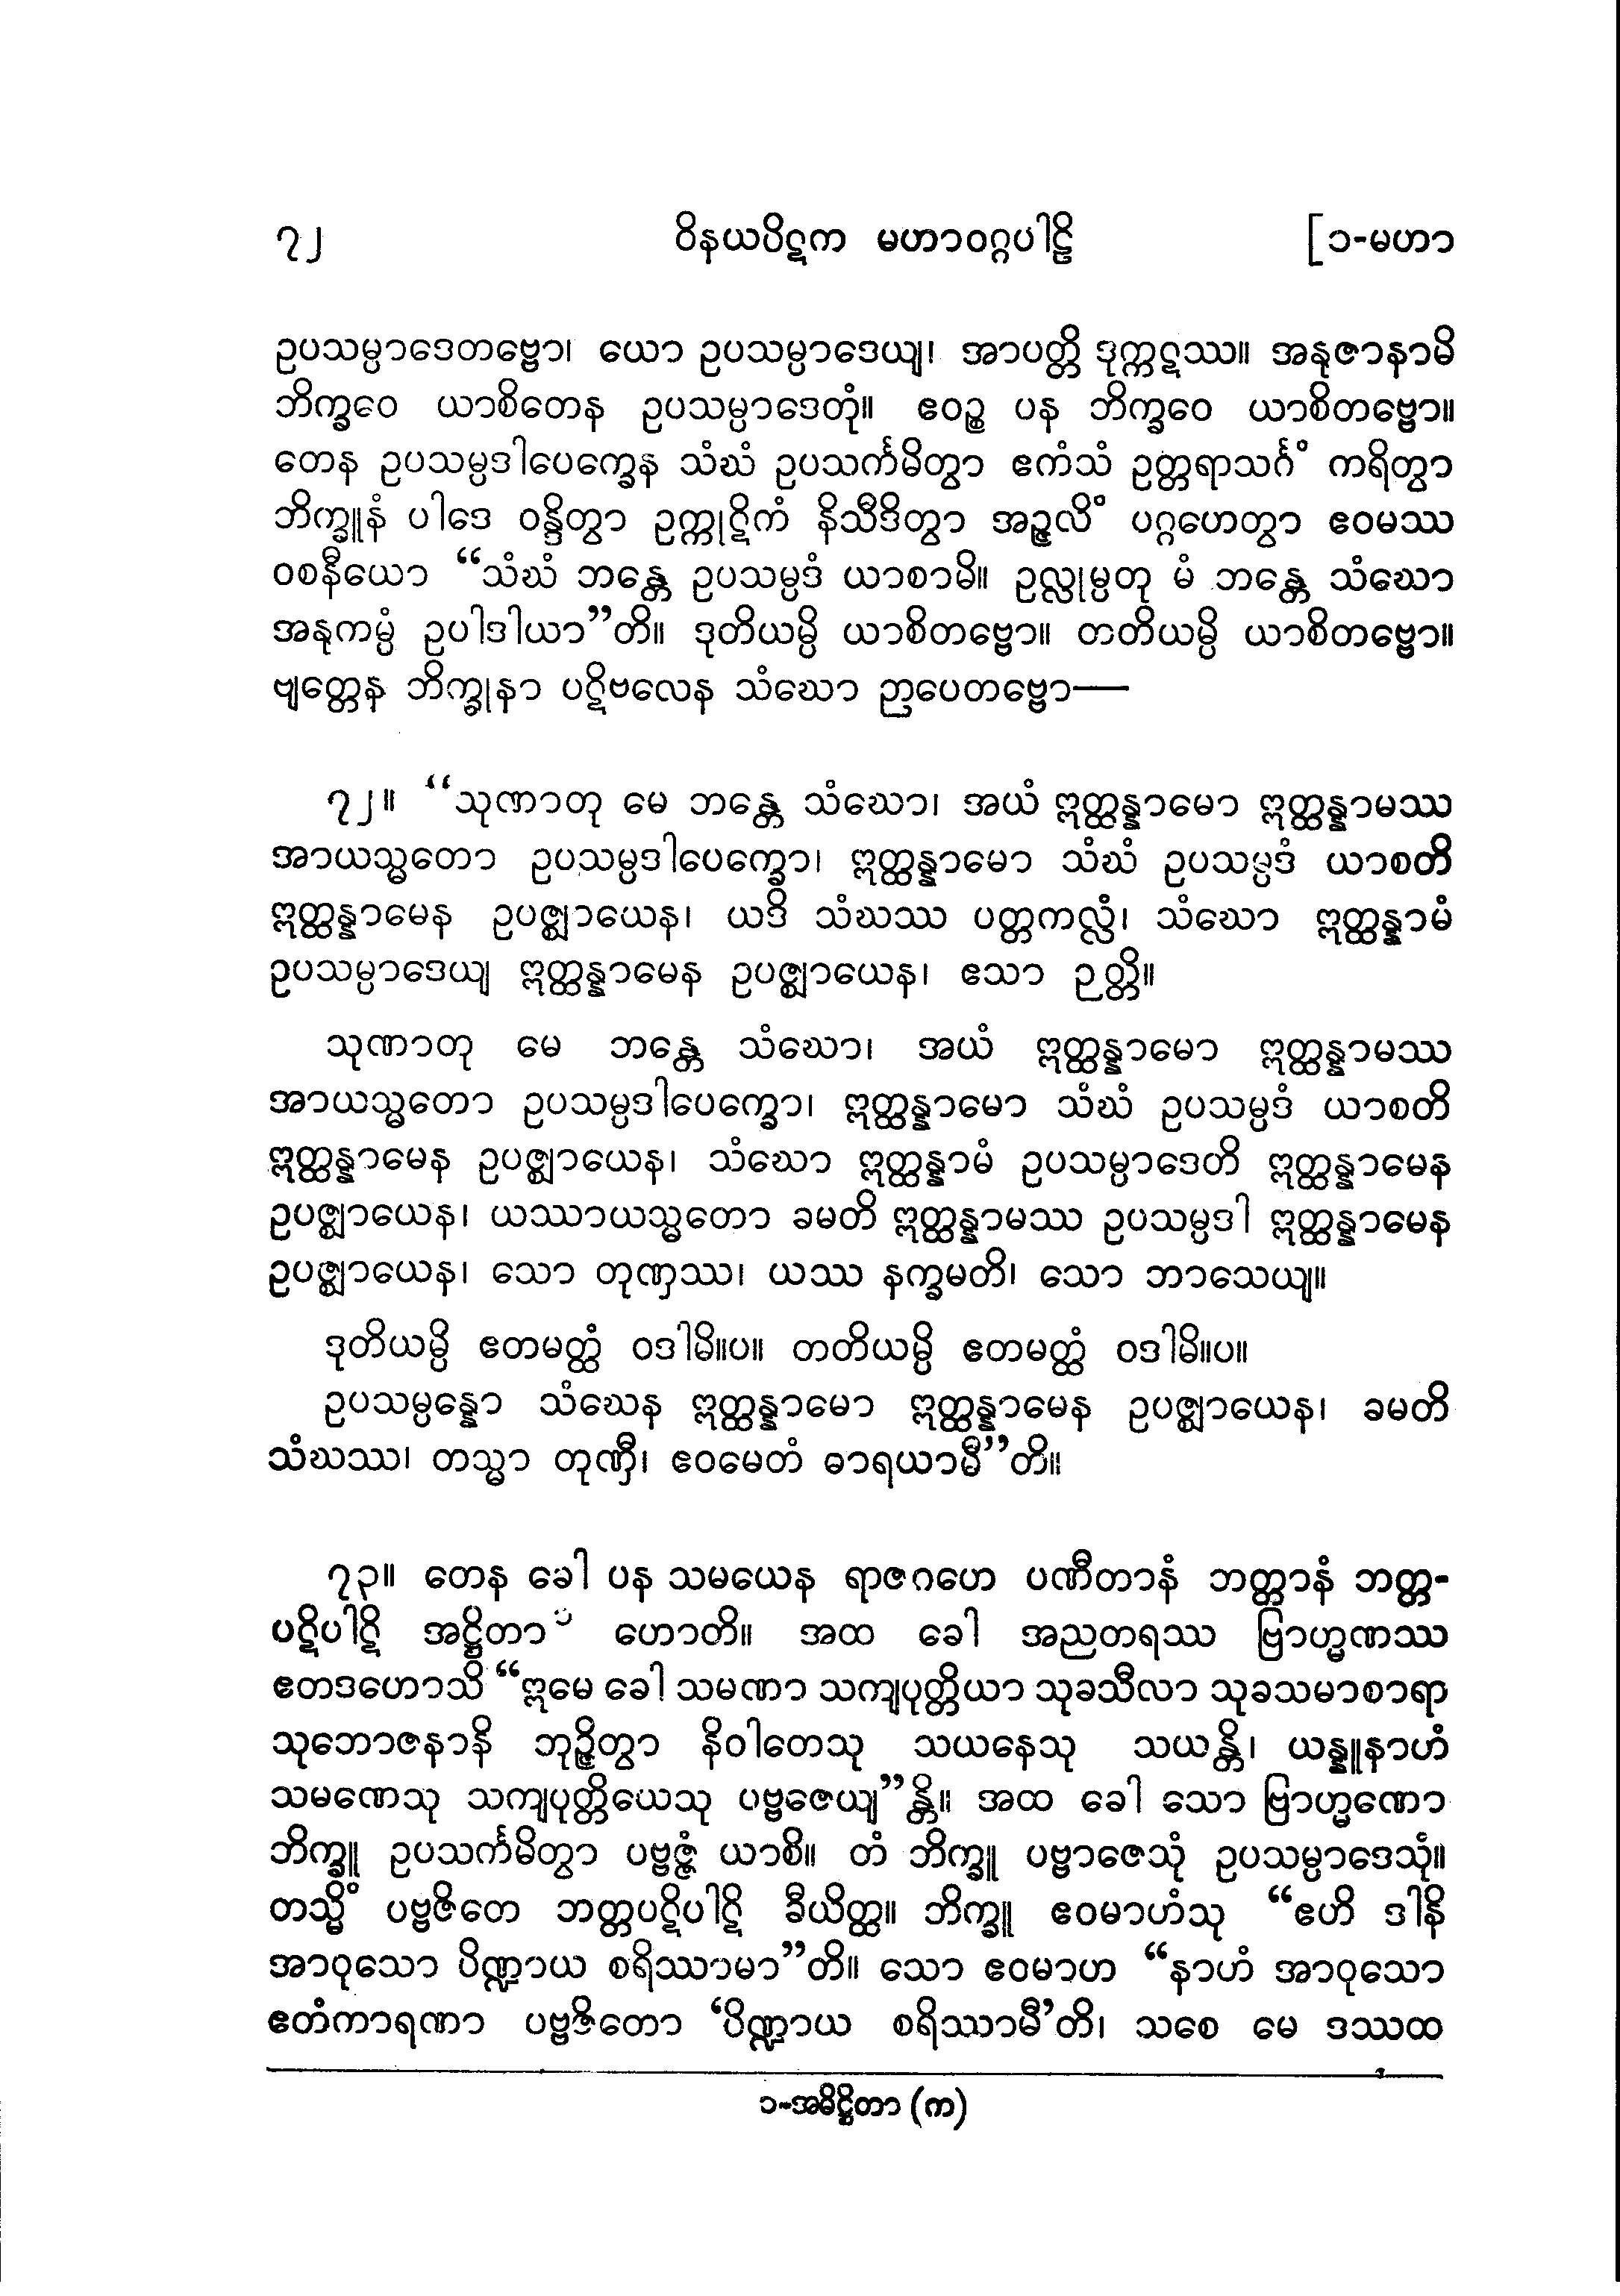 ၇၂ ဝိနယပိဋက မဟာဝဂ္ဂပါဠိ [၁-မဟာ
ဥပသမ္ပာဒေတဗ္ဗော၊ ယော ဥပသမ္ပာဒေယျ၊ အာပတ္တိ ဒုက္ကဋဿ။ အနုဇာနာမိ
ဘိက္ခဝေ ယာစိတေန ဥပသမ္ပာဒေတုံ။ ဧဝဉ္စ ပန ဘိက္ခဝေ ယာစိတဗ္ဗော။
တေန ဥပသမ္ပဒါပေက္ခေန သံဃံ ဥပသင်္ကမိတွာ ဧကံသံ ဥတ္တရာသင်္ဂံ ကရိတွာ
ဘိက္ခူနံ ပါဒေ ဝန္ဒိတွာ ဥက္ကုဋိကံ နိသီဒိတွာ အဉ္ဇလိံ ပဂ္ဂဟေတွာ ဧဝမဿ
ဝစနီယော “သံဃံ ဘန္တေ ဥပသမ္ပဒံ ယာစာမိ။ ဥလ္လုမ္ပတု မံ ဘန္တေ သံဃော
အနုကမ္ပံ ဥပါဒါယာ”တိ။ ဒုတိယမ္ပိ ယာစိတဗ္ဗော။ တတိယမ္ပိ ယာစိတဗ္ဗော။
ဗျတ္တေန ဘိက္ခုနာ ပဋိဗလေန သံဃော ဉာပေတဗ္ဗော—
၇၂။ “သုဏာတု မေ ဘန္တေ သံဃော၊ အယံ ဣတ္ထန္နာမော ဣတ္ထန္နာမဿ
အာယသ္မတော ဥပသမ္ပဒါပေက္ခော၊ ဣတ္ထန္နာမော သံဃံ ဥပသမ္ပဒံ ယာစတိ
ဣတ္ထန္နာမေန ဥပဇ္ဈာယေန၊ ယဒိ သံဃဿ ပတ္တကလ္လံ၊ သံဃော ဣတ္ထန္နာမံ
ဥပသမ္ပာဒေယျ ဣတ္ထန္နာမေန ဥပဇ္ဈာယေန၊ ဧသာ ဉတ္တိ။
သုဏာတု မေ ဘန္တေ သံဃော၊ အယံ ဣတ္ထန္နာမော ဣတ္ထန္နာမဿ
အာယသ္မတော ဥပသမ္ပဒါပေက္ခော၊ ဣတ္ထန္နာမော သံဃံ ဥပသမ္ပဒံ ယာစတိ
ဣတ္ထန္နာမေန ဥပဇ္ဈာယေန၊ သံဃော ဣတ္ထန္နာမံ ဥပသမ္ပာဒေတိ ဣတ္ထန္နာမေန
ဥပဇ္ဈာယေန၊ ယဿာယသ္မတော ခမတိ ဣတ္ထန္နာမဿ ဥပသမ္ပဒါ ဣတ္ထန္နာမေန
ဥပဇ္ဈာယေန၊ သော တုဏှဿ၊ ယဿ နက္ခမတိ၊ သော ဘာသေယျ။
ဒုတိယမ္ပိ ဧတမတ္ထံ ဝဒါမိ။ပ။ တတိယမ္ပိ ဧတမတ္ထံ ဝဒါမိ။ပ။
ဥပသမ္ပန္နော သံဃေန ဣတ္ထန္နာမော ဣတ္ထန္နာမေန ဥပဇ္ဈာယေန၊ ခမတိ
သံဃဿ၊ တသ္မာ တုဏှီ၊ ဧဝမေတံ ဓာရယာမီ”တိ။
၇၃။ တေန ခေါ ပန သမယေန ရာဇဂဟေ ပဏီတာနံ ဘတ္တာနံ ဘတ္တ-
ပဋိပါဋိ အဋ္ဌိတာ ဟောတိ။ အထ ခေါ အညတရဿ ဗြာဟ္မဏဿ
ဧတဒဟောသိ “ဣမေ ခေါ သမဏာ သကျပုတ္တိယာ သုခသီလာ သုခသမာစာရာ
သုဘောဇနာနိ ဘုဉ္ဇိတွာ နိဝါတေသု သယနေသု သယန္တိ၊ ယန္နူနာဟံ
သမဏေသု သကျပုတ္တိယေသု ပဗ္ဗဇေယျ”န္တိ။ အထ ခေါ သော ဗြာဟ္မဏော
ဘိက္ခူ ဥပသင်္ကမိတွာ ပဗ္ဗဇ္ဇံ ယာစိ။ တံ ဘိက္ခူ ပဗ္ဗာဇေသုံ ဥပသမ္ပာဒေသုံ။
တသ္မိံ ပဗ္ဗဇိတေ ဘတ္တပဋိပါဋိ ခီယိတ္ထ။ ဘိက္ခူ ဧဝမာဟံသု “ဧဟိ ဒါနိ
အာဝုသော ပိဏ္ဍာယ စရိဿာမာ”တိ။ သော ဧဝမာဟ “နာဟံ အာဝုသော
ဧတံကာရဏာ ပဗ္ဗဇိတော ‘ပိဏ္ဍာယ စရိဿာမီ’တိ၊ သစေ မေ ဒဿထ
၁-အဓိဋ္ဌိတာ (က)